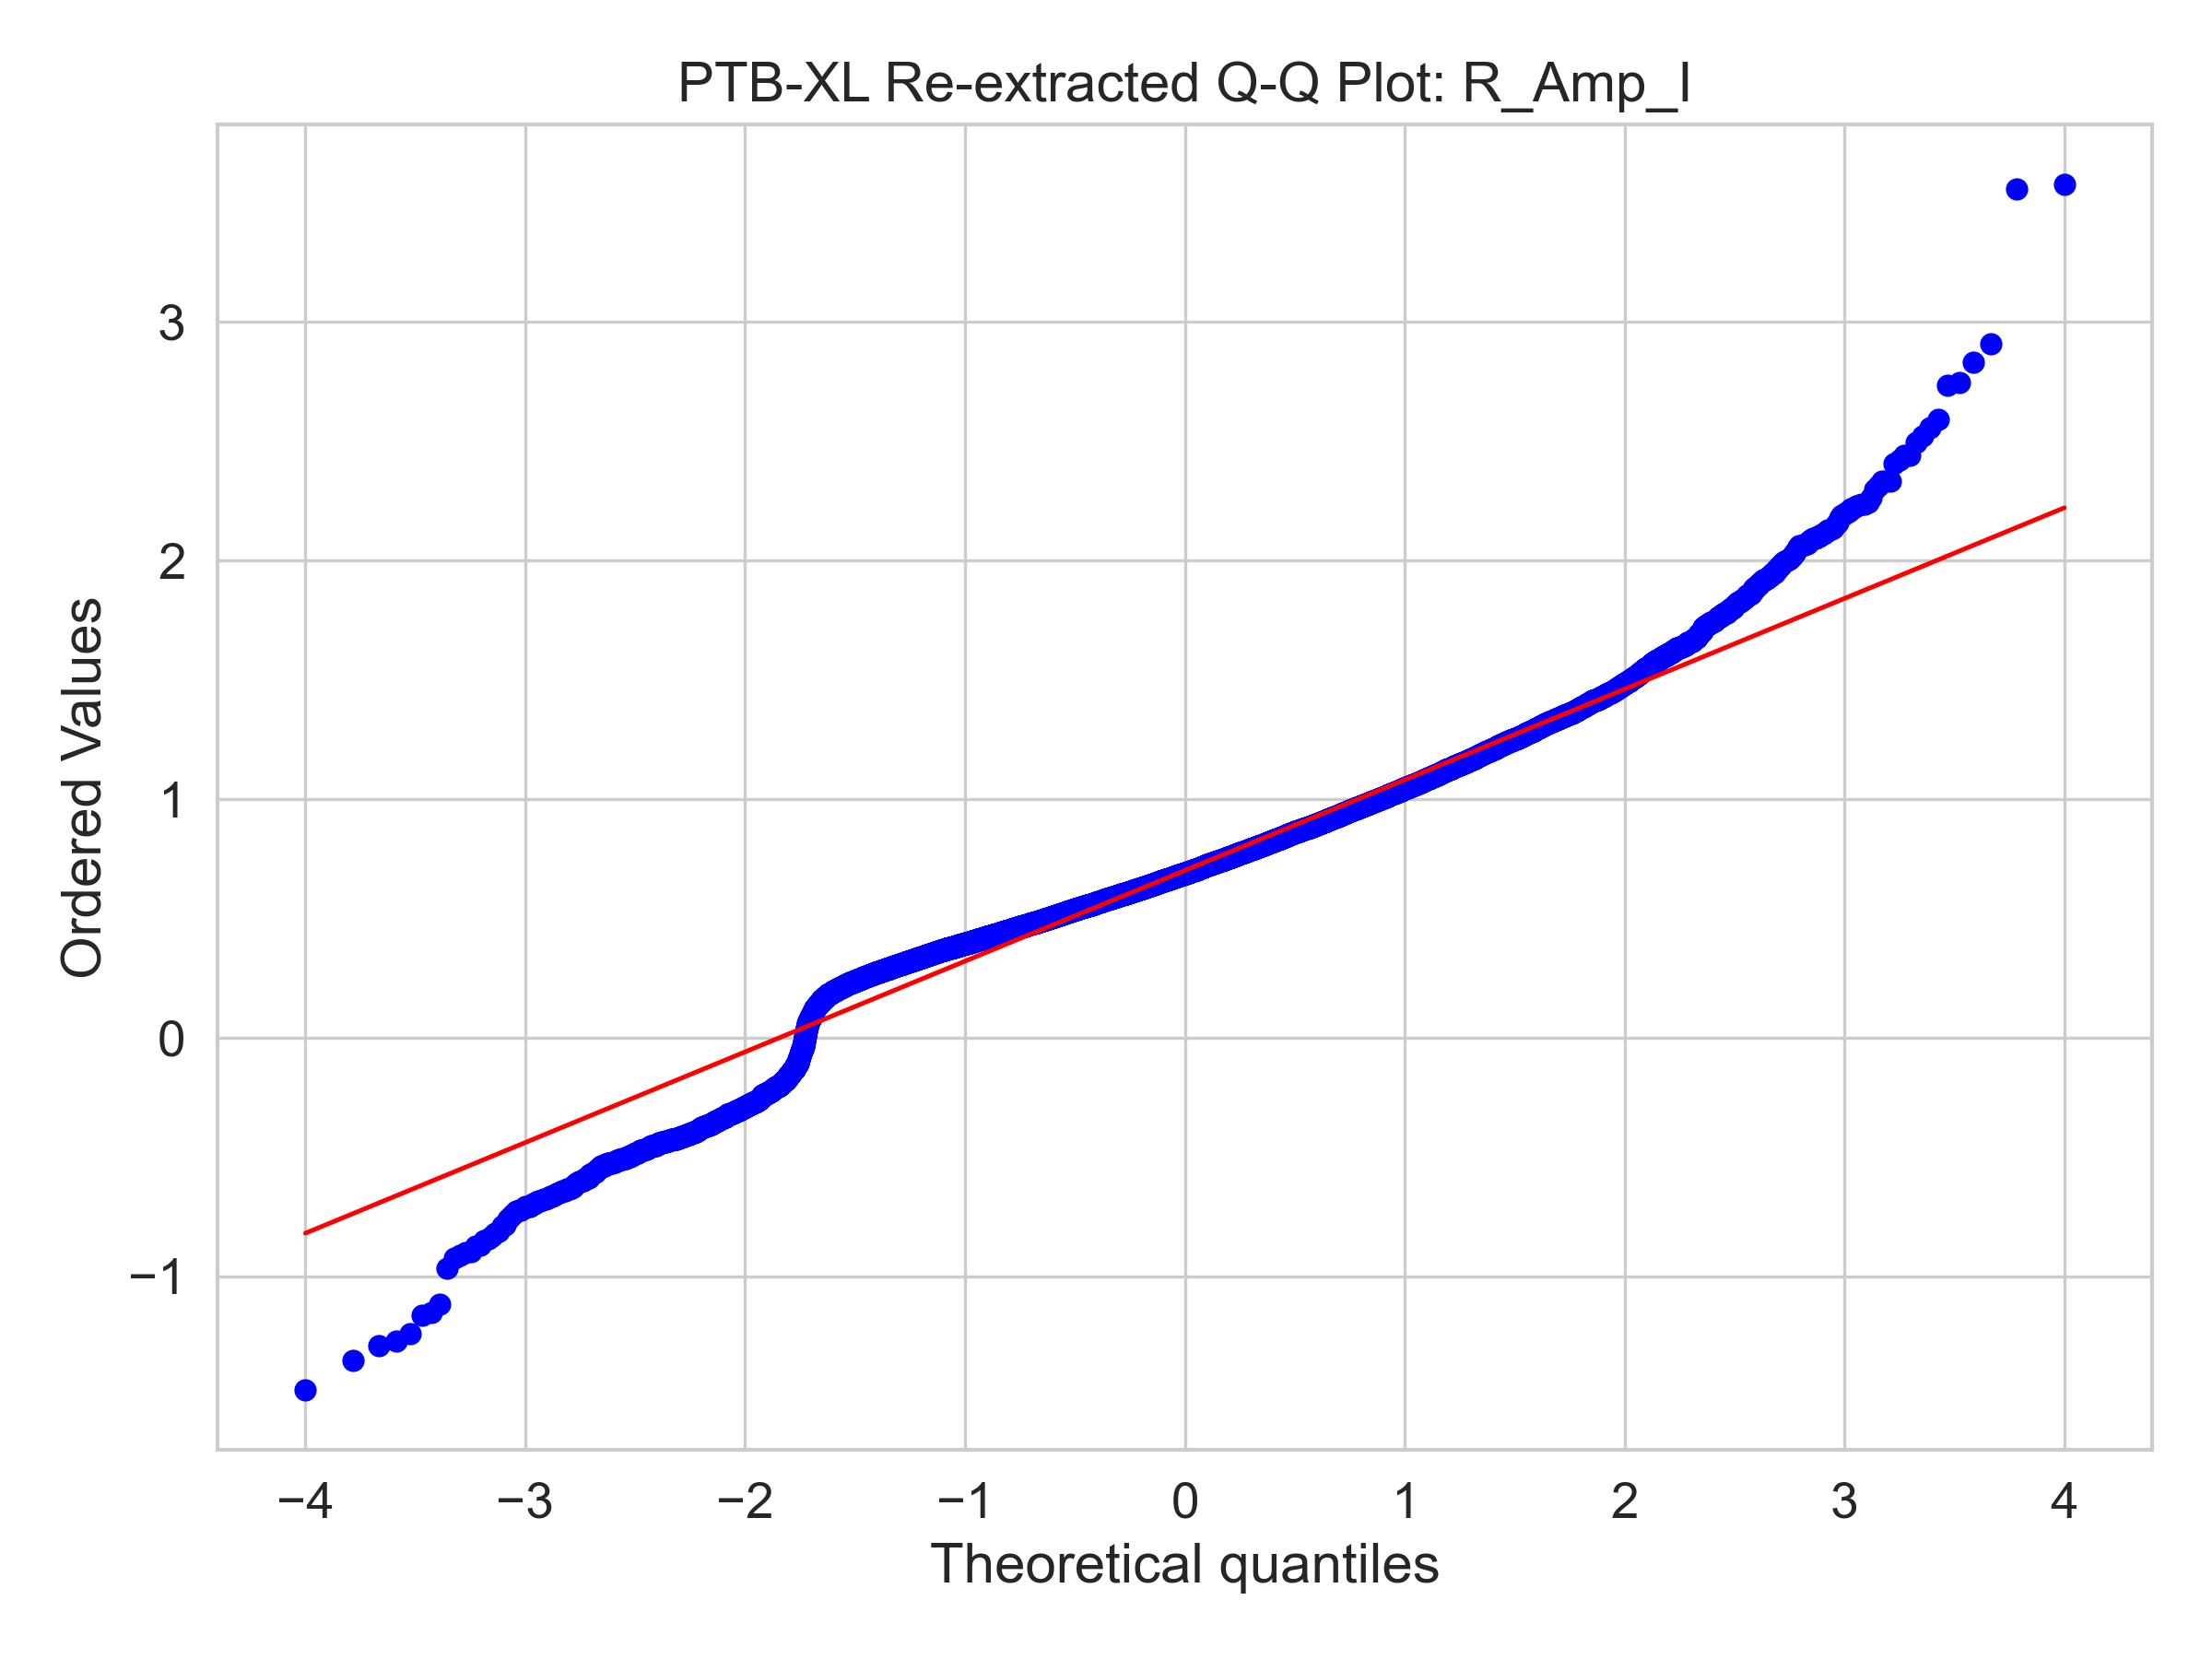 PTB-XL Re-extracted Q-Q Plot: R_Amp_I
3
2
1
0
−1
Ordered Values
−4 −3 −2 −1 0 1 2 3 4
Theoretical quantiles